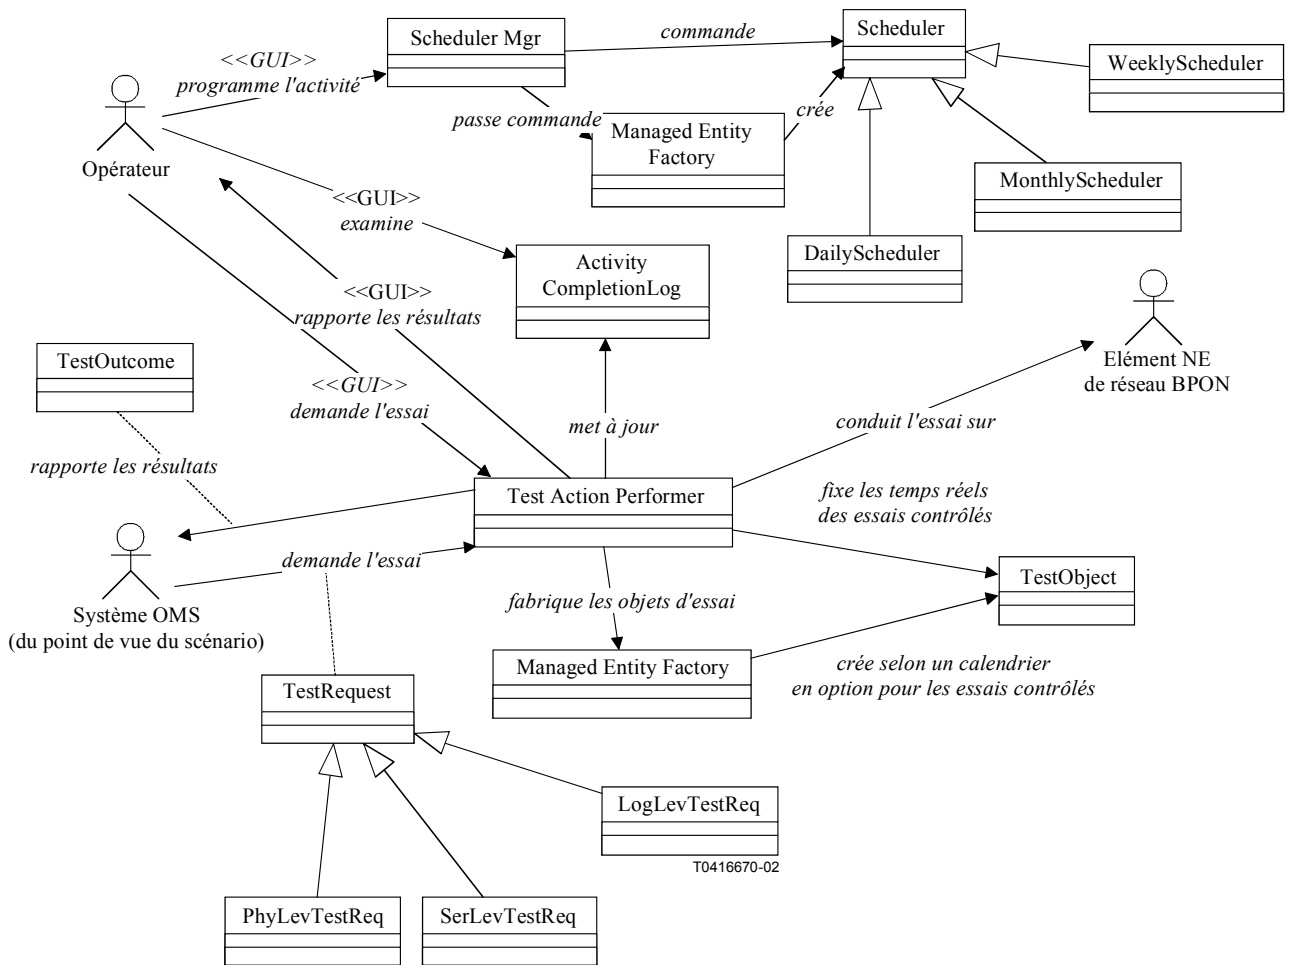 Scheduler Mgr
commande
Scheduler
<<GUI>>
programme l'activité
WeeklyScheduler
passe commande
Managed Entity
Factory
crée
Opérateur
MonthlyScheduler
<<GUI>>
examine
DailyScheduler
Activity
CompletionLog
<<GUI>>
rapporte les résultats
TestOutcome
Elément NE
de réseau BPON
<<GUI>>
demande l'essai
met à jour
conduit l'essai sur
rapporte les résultats
Test Action Performer
fixe les temps réels
des essais contrôlés
demande l'essai
TestObject
Système OMS
(du point de vue du scénario)
fabrique les objets d'essai
Managed Entity Factory
crée selon un calendrier
en option pour les essais contrôlés
TestRequest
LogLevTestReq
T0416670-02
PhyLevTestReq
SerLevTestReq